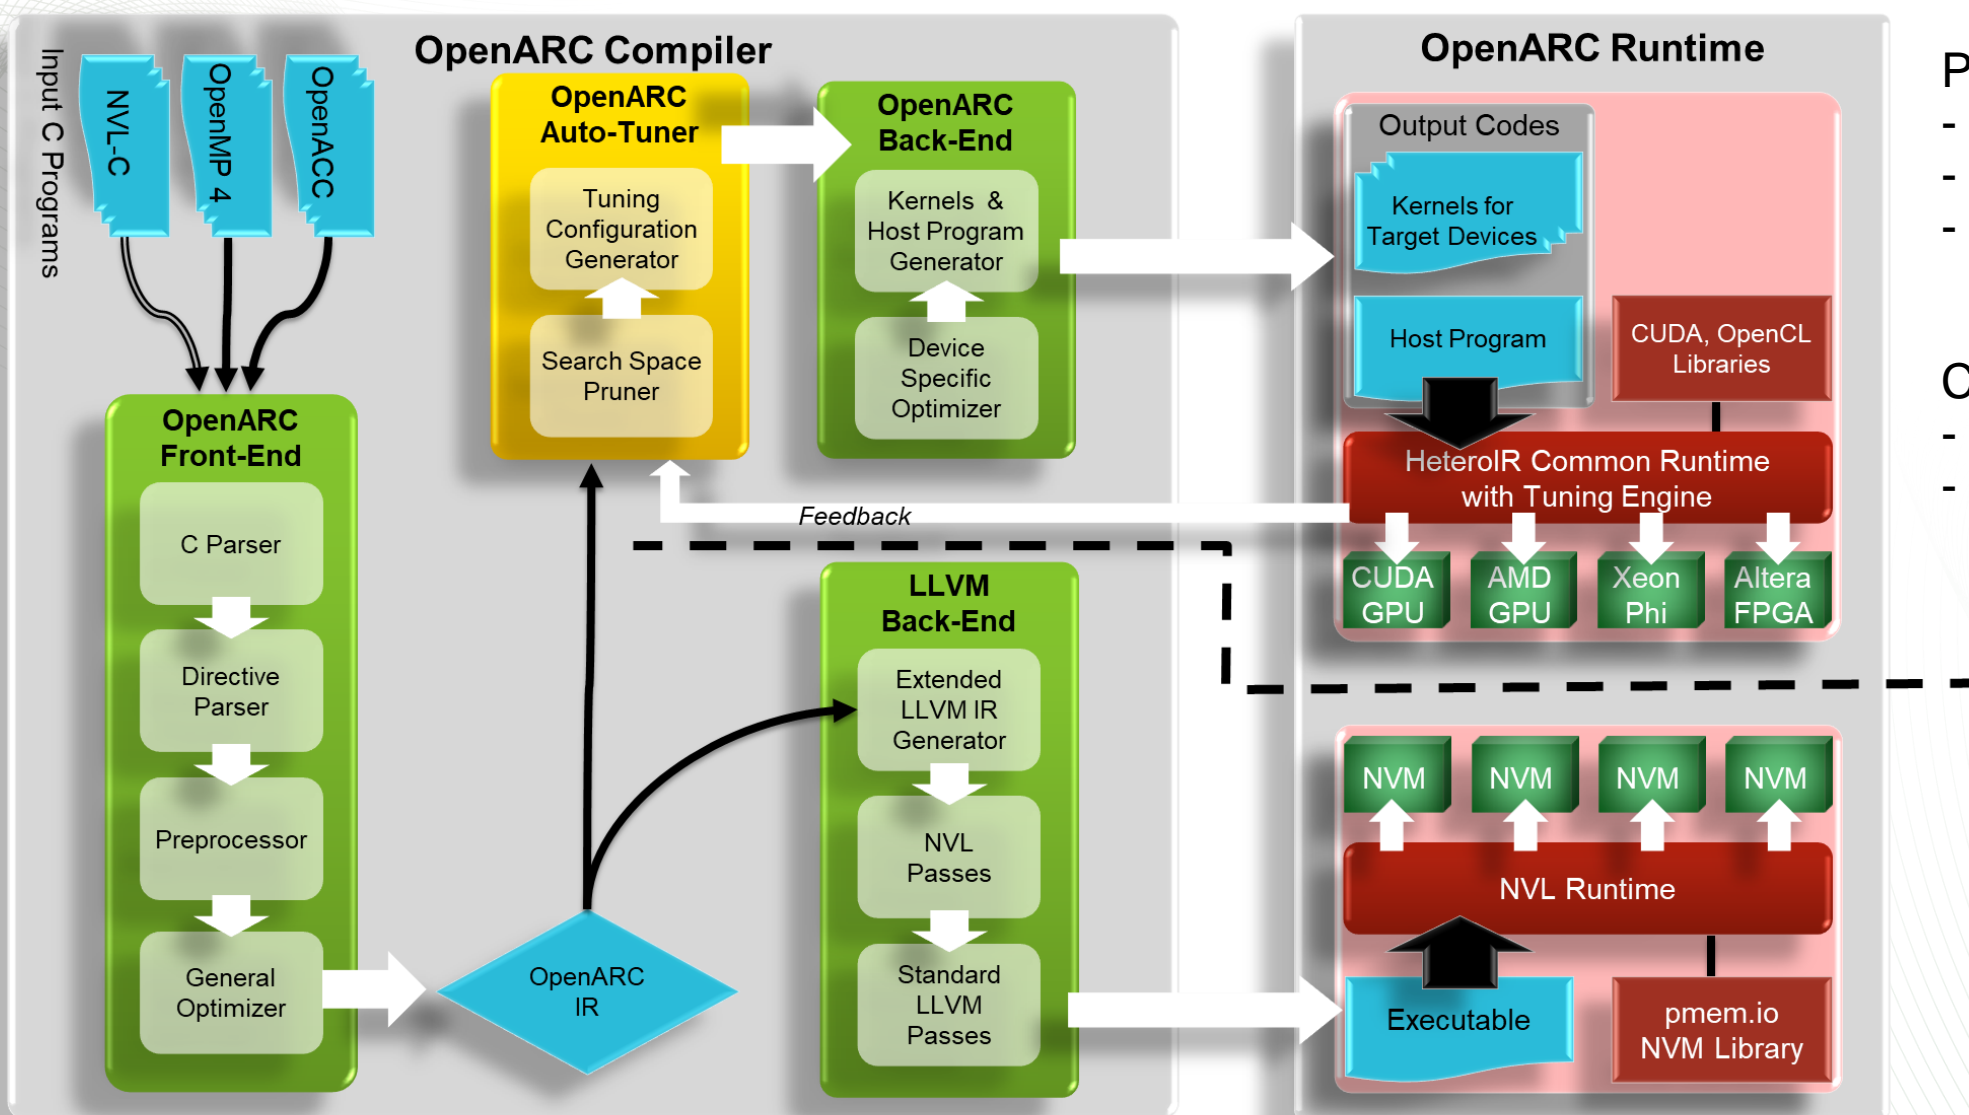 OpenARC Compiler
Input C Programs
NVL-C
OpenMP 4
OpenACC
OpenARC
Front-End
C Parser
Directive
Parser
Preprocessor
General
Optimizer
OpenARC
IR
OpenARC
Auto-Tuner
Tuning
Configuration
Generator
Search Space
Pruner
OpenARC
Back-End
Kernels &
Host Program
Generator
Device
Specific
Optimizer
Feedback
LLVM
Back-End
Extended
LLVM IR
Generator
NVL
Passes
Standard
LLVM
Passes
OpenARC Runtime
Output Codes
Kernels for
Target Devices
Host Program
CUDA, OpenCL
Libraries
HeteroIR Common Runtime
with Tuning Engine
CUDA
GPU
AMD
GPU
Xeon
Phi
Altera
FPGA
NVM
NVM
NVM
NVM
NVL Runtime
Executable
pmem.io
NVM Library
P
-
-
-
C
-
-